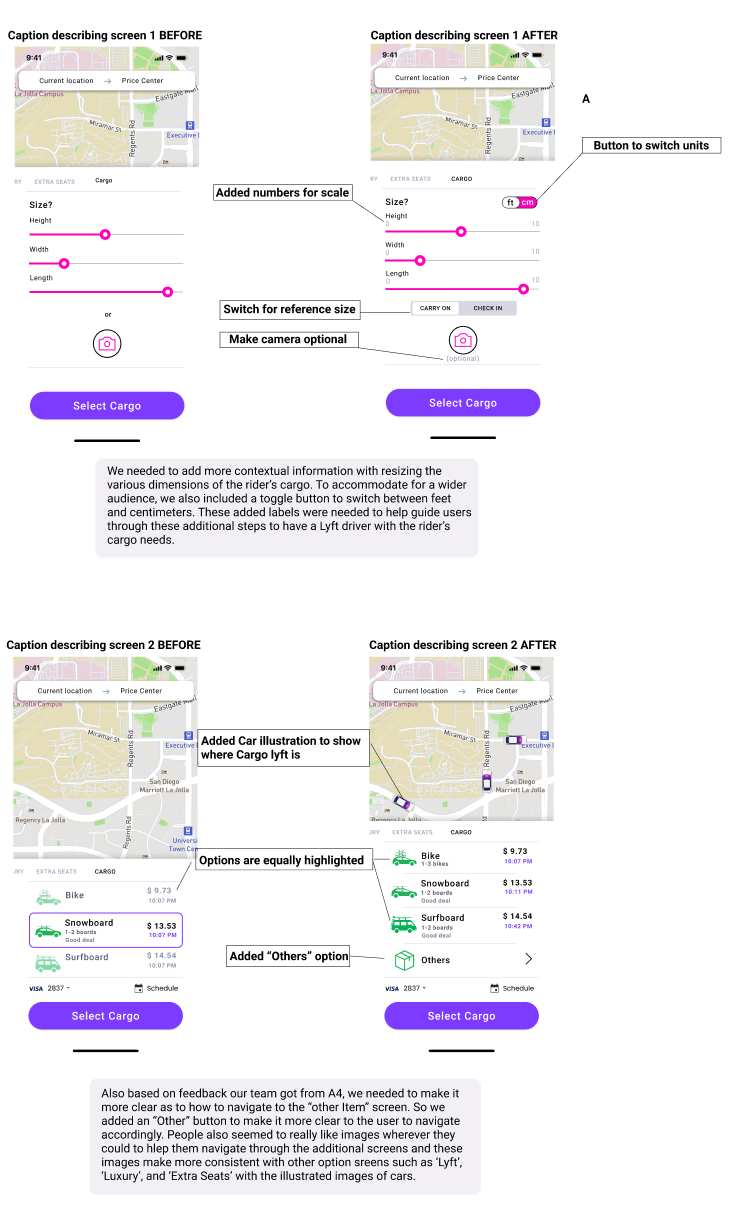 Caption describing screen 1 BEFORE
9:41
Current location → Price Center
La Jolla Campus
Eastgate Mall
Miramar St
Regents Rd
Executive
RY EXTRA SEATS Cargo
Size?
Height
Width
Length
or
Select Cargo
Caption describing screen 1 AFTER
9:41
Current location → Price Center
La Jolla Campus
Eastgate
Miramar St
Regents Rd
Executive
RY EXTRA SEATS CARGO
Size?
ft cm
Height
0 10
Width
0 10
Length
0 10
CARRY ON CHECK IN
(optional)
Select Cargo
A
Button to switch units
Added numbers for scale
Switch for reference size
Make camera optional
We needed to add more contextual information with resizing the
various dimensions of the rider's cargo. To accommodate for a wider
audience, we also included a toggle button to switch between feet
and centimeters. These added labels were needed to help guide users
through these additional steps to have a Lyft driver with the rider's
cargo needs.
Caption describing screen 2 BEFORE
9:41
Current location → Price Center
La Jolla Campus
Eastgate
Miramar St
Regents Rd
Executive
San Diego
Marriott La Jolla
Regency La Jolla
Regents Rd
Universi
Town Cen
JRY EXTRA SEATS CARGO
Bike
$ 9.73
10:07 PM
Snowboard
1-2 boards
Good deal
$ 13.53
10:07 PM
Surfboard
$ 14.54
10:07 PM
VISA 2837
Schedule
Select Cargo
Caption describing screen 2 AFTER
9:41
Current location → Price Center
La Jolla Campus
Eastgate
Miramar St
Regents Rd
Executive
San Diego
Marriott La Jolla
Regency La Jolla
JRY EXTRA SEATS CARGO
Bike
1-3 bikes
$ 9.73
10:07 PM
Snowboard
1-2 boards
Good deal
$ 13.53
10:11 PM
Surfboard
1-2 boards
Good deal
$ 14.54
10:42 PM
Others
VISA 2837
Schedule
Select Cargo
Added Car illustration to show
where Cargo lyft is
Options are equally highlighted
Added “Others” option
Also based on feedback our team got from A4, we needed to make it
more clear as to how to navigate to the “other Item” screen. So we
added an “Other” button to make it more clear to the user to navigate
accordingly. People also seemed to really like images wherever they
could to hlep them navigate through the additional screens and these
images make more consistent with other option sreens such as ‘Lyft’,
‘Luxury’, and ‘Extra Seats’ with the illustrated images of cars.